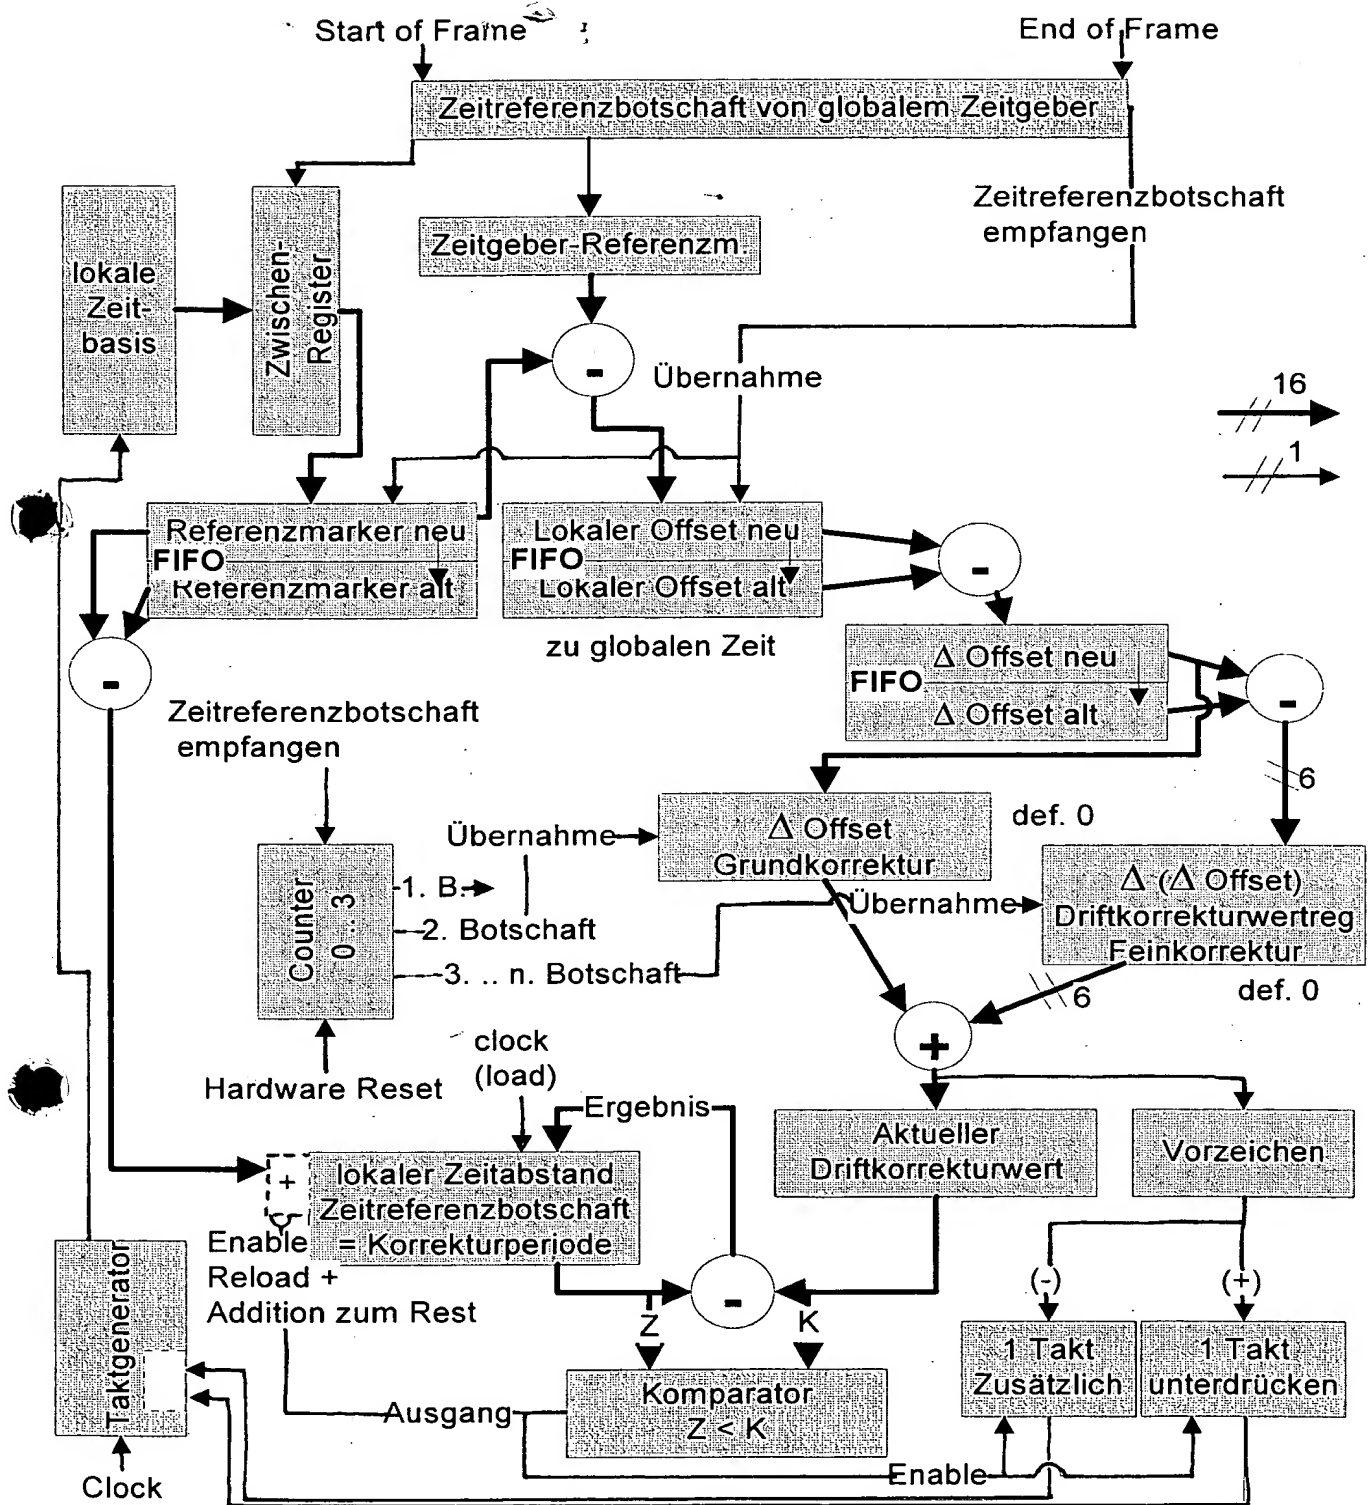 Start of Frame
End of Frame
Zeitreferenzbotschaft von globalem Zeitgeber
Zeitreferenzbotschaft
empfangen
lokale
Zeit-
basis
Zwischen-
Register
Zeitgeber-Referenzm.
-
Übernahme
16
1
Referenzmarker neu
FIFO
Referenzmarker alt
Lokaler Offset neu
FIFO
Lokaler Offset alt
zu globalen Zeit
-
Δ Offset neu
FIFO
Δ Offset alt
-
-
6
Zeitreferenzbotschaft
empfangen
Counter
0 .. 3
1. B.
2. Botschaft
3. .. n. Botschaft
Hardware Reset
Übernahme
Δ Offset
Grundkorrektur
def. 0
Übernahme
Δ (Δ Offset)
Driftkorrekturwertreg
Feinkorrektur
def. 0
6
+
clock
(load)
Ergebnis
Aktueller
Driftkorrekturwert
Vorzeichen
+
lokaler Zeitabstand
Zeitreferenzbotschaft
= Korrekturperiode
Enable
Reload +
Addition zum Rest
-
Z
K
(-)
(+)
Taktgenerator
Clock
Ausgang
Komparator
Z < K
1 Takt
Zusätzlich
1 Takt
unterdrücken
Enable